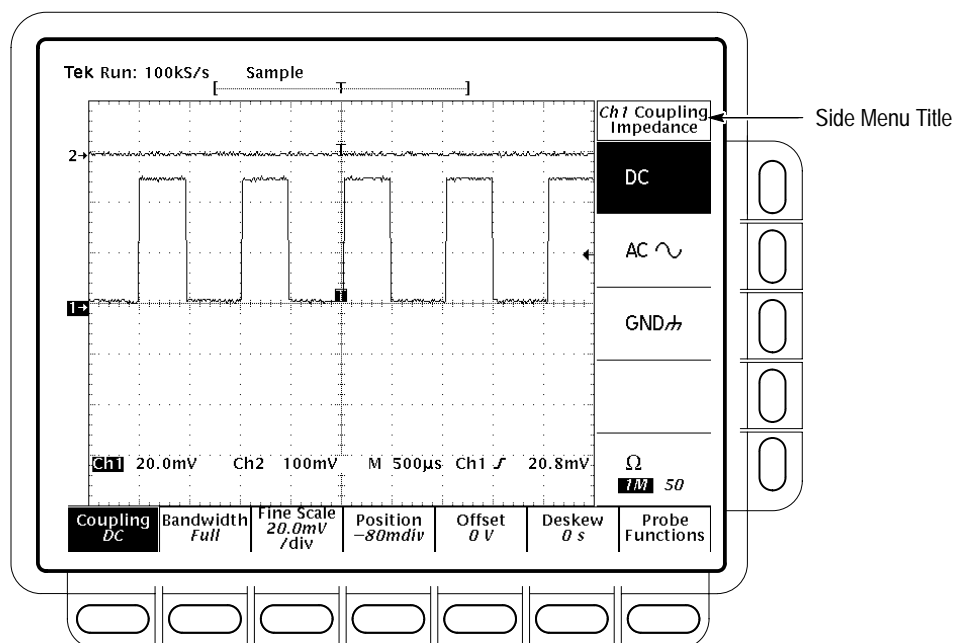 Tek Run: 100kS/s Sample
[ T ]
Ch1 Coupling
Impedance
Side Menu Title
2→
T
DC
AC
GND
T
1→
Ch1 20.0mV Ch2 100mV M 500µs Ch1 20.8mV
Ω
1M 50
Coupling
DC
Bandwidth
Full
Fine Scale
20.0mV
/div
Position
−80mdiv
Offset
0 V
Deskew
0 s
Probe
Functions